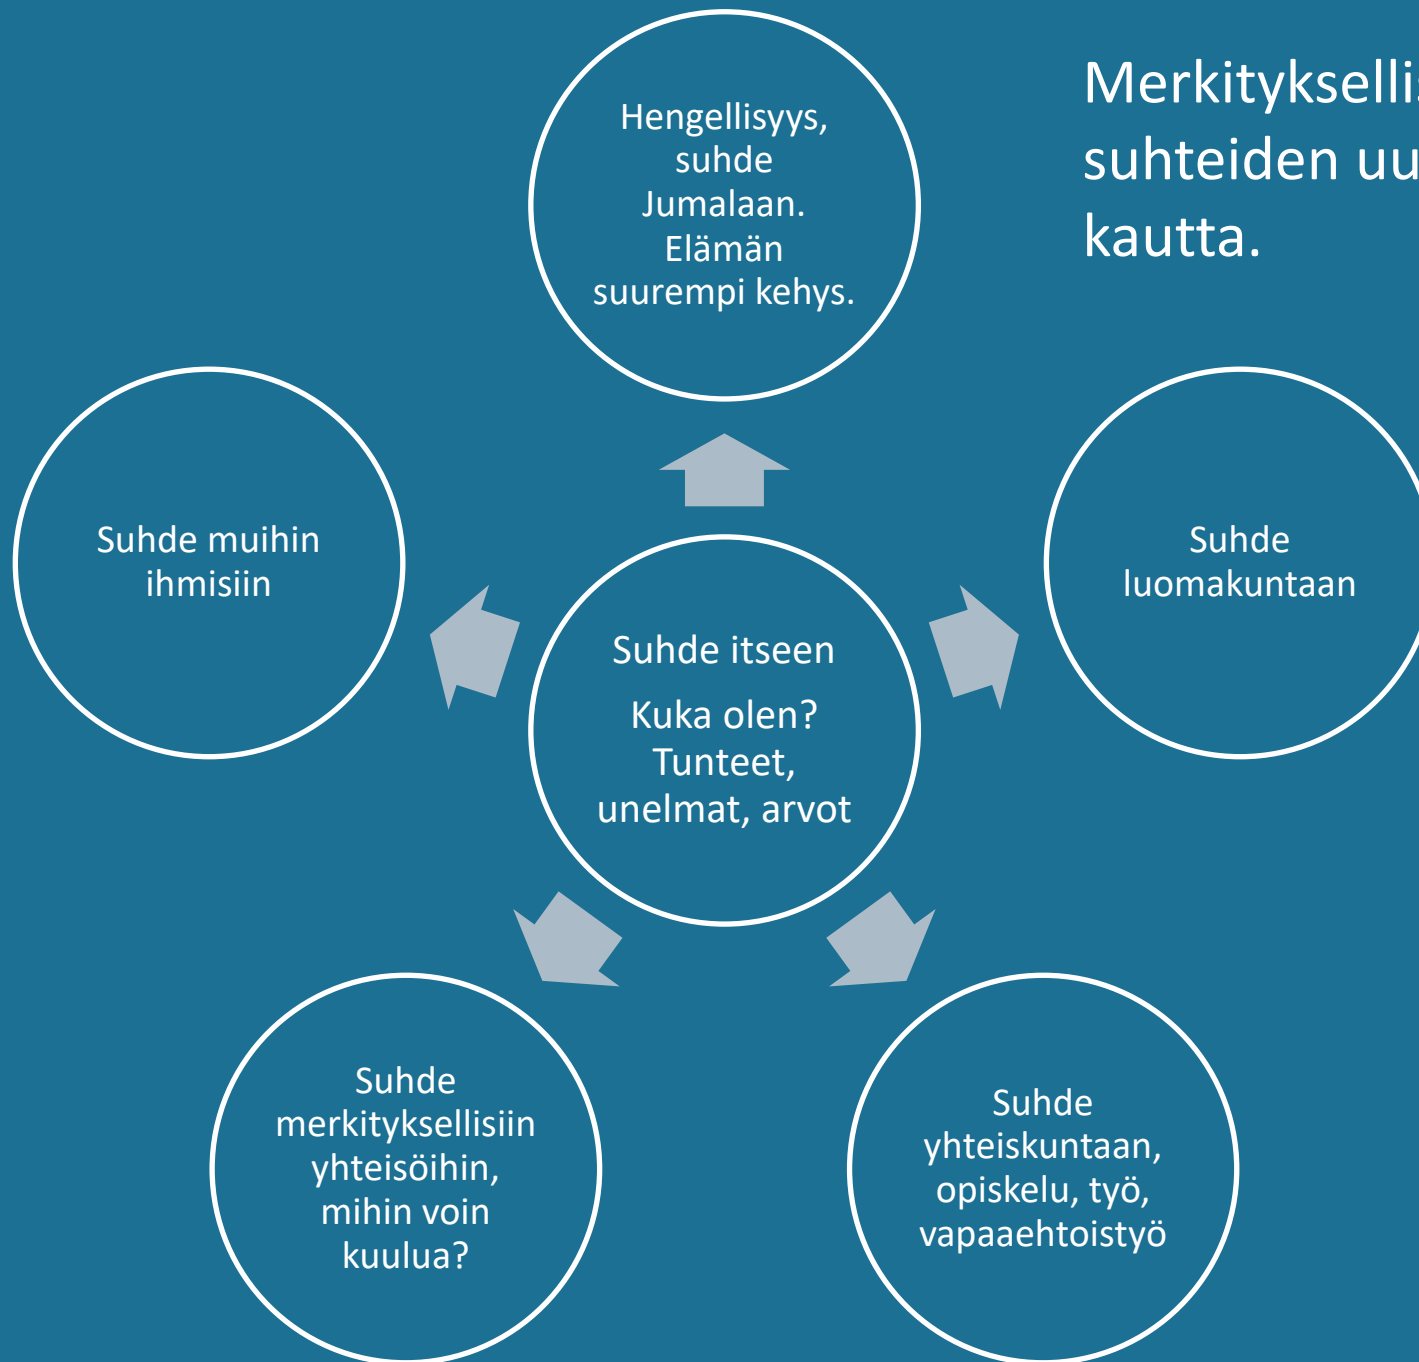 Merkityksellis
suhteiden uu
kautta.
Hengellisyys,
suhde
Jumalaan.
Elämän
suurempi kehys.
Suhde muihin
ihmisiin
Suhde
luomakuntaan
Suhde itseen
Kuka olen?
Tunteet,
unelmat, arvot
Suhde
merkityksellisiin
yhteisöihin,
mihin voin
kuulua?
Suhde
yhteiskuntaan,
opiskelu, työ,
vapaaehtoistyö